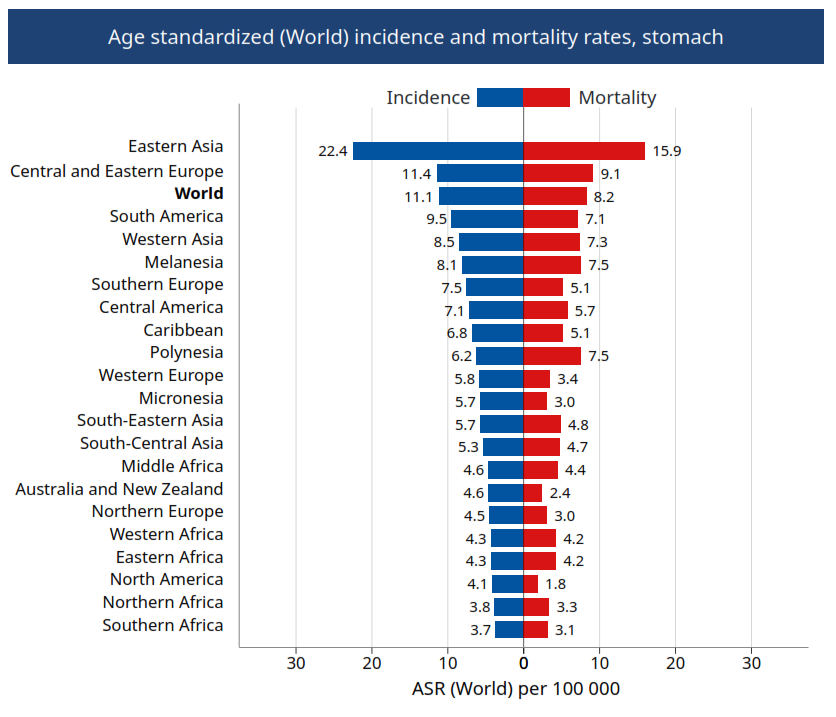 Age standardized (World) incidence and mortality rates, stomach
Incidence Mortality
Eastern Asia 22.4 15.9
Central and Eastern Europe 11.4 9.1
World 11.1 8.2
South America 9.5 7.1
Western Asia 8.5 7.3
Melanesia 8.1 7.5
Southern Europe 7.5 5.1
Central America 7.1 5.7
Caribbean 6.8 5.1
Polynesia 6.2 7.5
Western Europe 5.8 3.4
Micronesia 5.7 3.0
South-Eastern Asia 5.7 4.8
South-Central Asia 5.3 4.7
Middle Africa 4.6 4.4
Australia and New Zealand 4.6 2.4
Northern Europe 4.5 3.0
Western Africa 4.3 4.2
Eastern Africa 4.3 4.2
North America 4.1 1.8
Northern Africa 3.8 3.3
Southern Africa 3.7 3.1
30 20 10 0 10 20 30
ASR (World) per 100 000